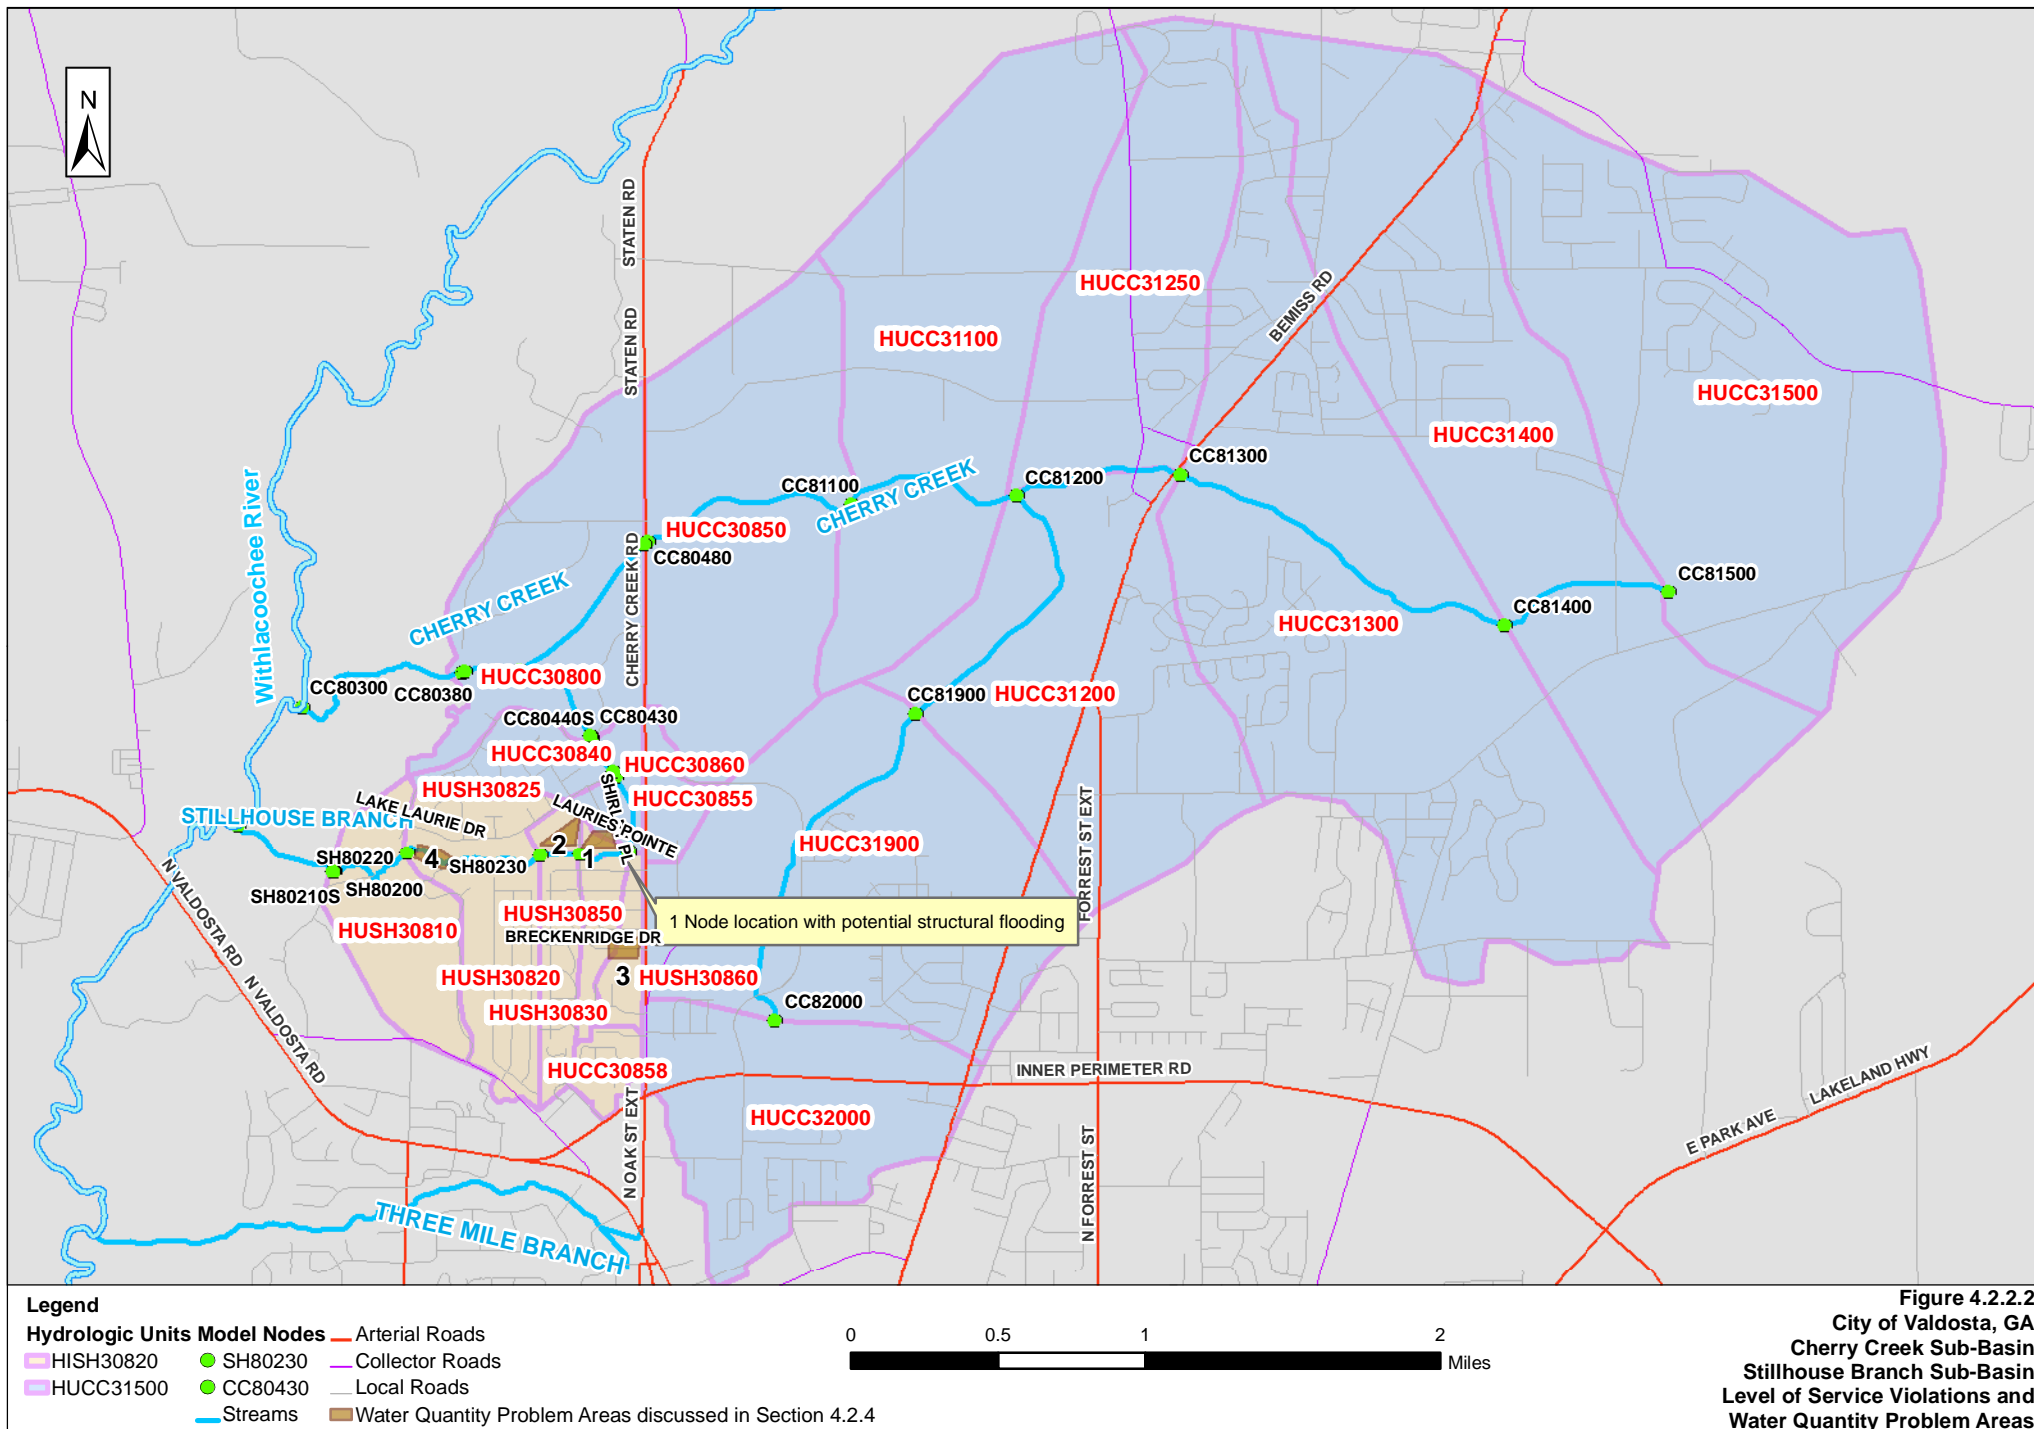 N
STATEN RD
STATEN RD
BEMISS RD
HUCC31250
HUCC31100
HUCC31500
HUCC31400
CC81300
CC81100
CHERRY CREEK
CC81200
Withlacoochee River
HUCC30850
CC80480
CHERRY CREEK RD
CHERRY CREEK
CC81500
CC81400
HUCC31300
CC80300
CC80380
HUCC30800
CC81900
HUCC31200
CC80440S
CC80430
HUCC30840
HUCC30860
HUSH30825
HUCC30855
SHIRL
PL
LAKE LAURIE DR
LAURIES POINTE
STILLHOUSE BRANCH
FORREST ST EXT
HUCC31900
SH80220
4
SH80230
2
1
SH80200
SH80210S
N VALDOSTA RD
N VALDOSTA RD
HUSH30810
HUSH30850
1 Node location with potential structural flooding
BRECKENRIDGE DR
HUSH30820
3
HUSH30860
CC82000
HUSH30830
HUCC30858
INNER PERIMETER RD
LAKELAND HWY
E PARK AVE
HUCC32000
N OAK ST EXT
N FORREST ST
THREE MILE BRANCH
Legend
Hydrologic Units
HISH30820
HUCC31500
Model Nodes
SH80230
CC80430
Streams
Arterial Roads
Collector Roads
Local Roads
Water Quantity Problem Areas discussed in Section 4.2.4
0 0.5 1 2
Miles
Figure 4.2.2.2
City of Valdosta, GA
Cherry Creek Sub-Basin
Stillhouse Branch Sub-Basin
Level of Service Violations and
Water Quantity Problem Areas